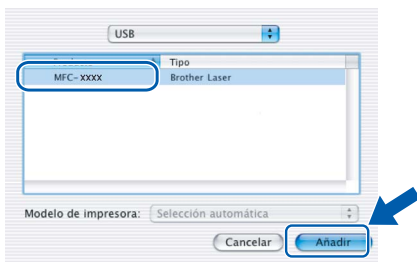 USB
Tipo
MFC- XXXX Brother Laser
Modelo de impresora: Selección automática
Cancelar Añadir